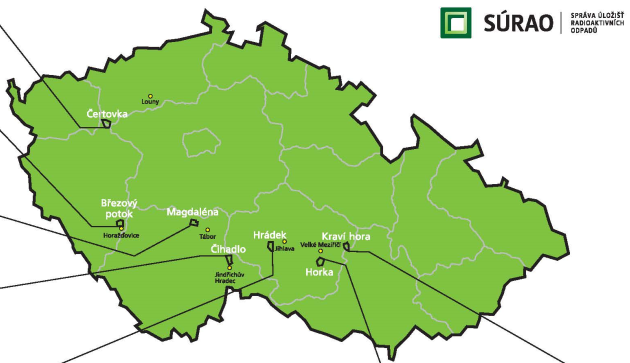 SÚRAO
SPRÁVA ÚLOŽIŠŤ
RADIOAKTIVNÍCH
ODPADŮ
Louny
Čertovka
Březový
potok
Horažďovice
Magdaléna
Tábor
Čihadlo
Jindřichův
Hradec
Hrádek
Jihlava
Velké Meziříčí
Kraví hora
Horka